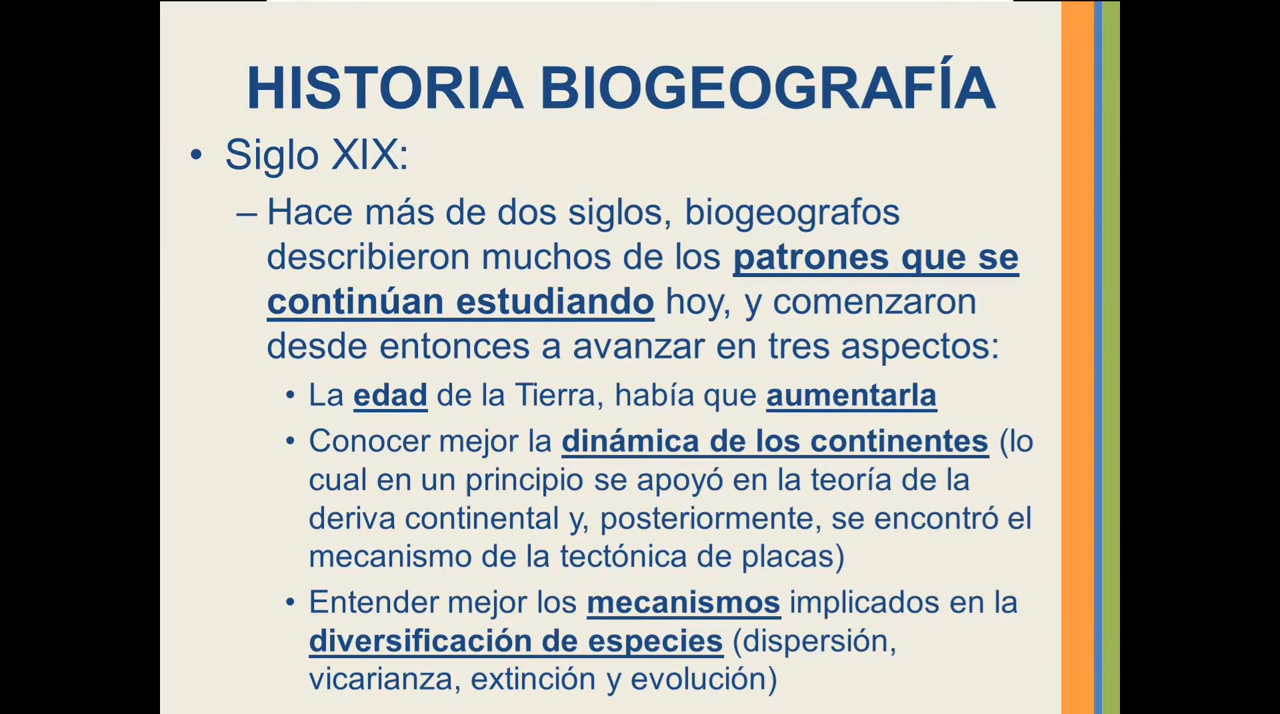 HISTORIA BIOGEOGRAFÍA
• Siglo XIX:
– Hace más de dos siglos, biogeografos
describieron muchos de los patrones que se
continúan estudiando hoy, y comenzaron
desde entonces a avanzar en tres aspectos:
• La edad de la Tierra, había que aumentarla
• Conocer mejor la dinámica de los continentes (lo
cual en un principio se apoyó en la teoría de la
deriva continental y, posteriormente, se encontró el
mecanismo de la tectónica de placas)
• Entender mejor los mecanismos implicados en la
diversificación de especies (dispersión,
vicarianza, extinción y evolución)